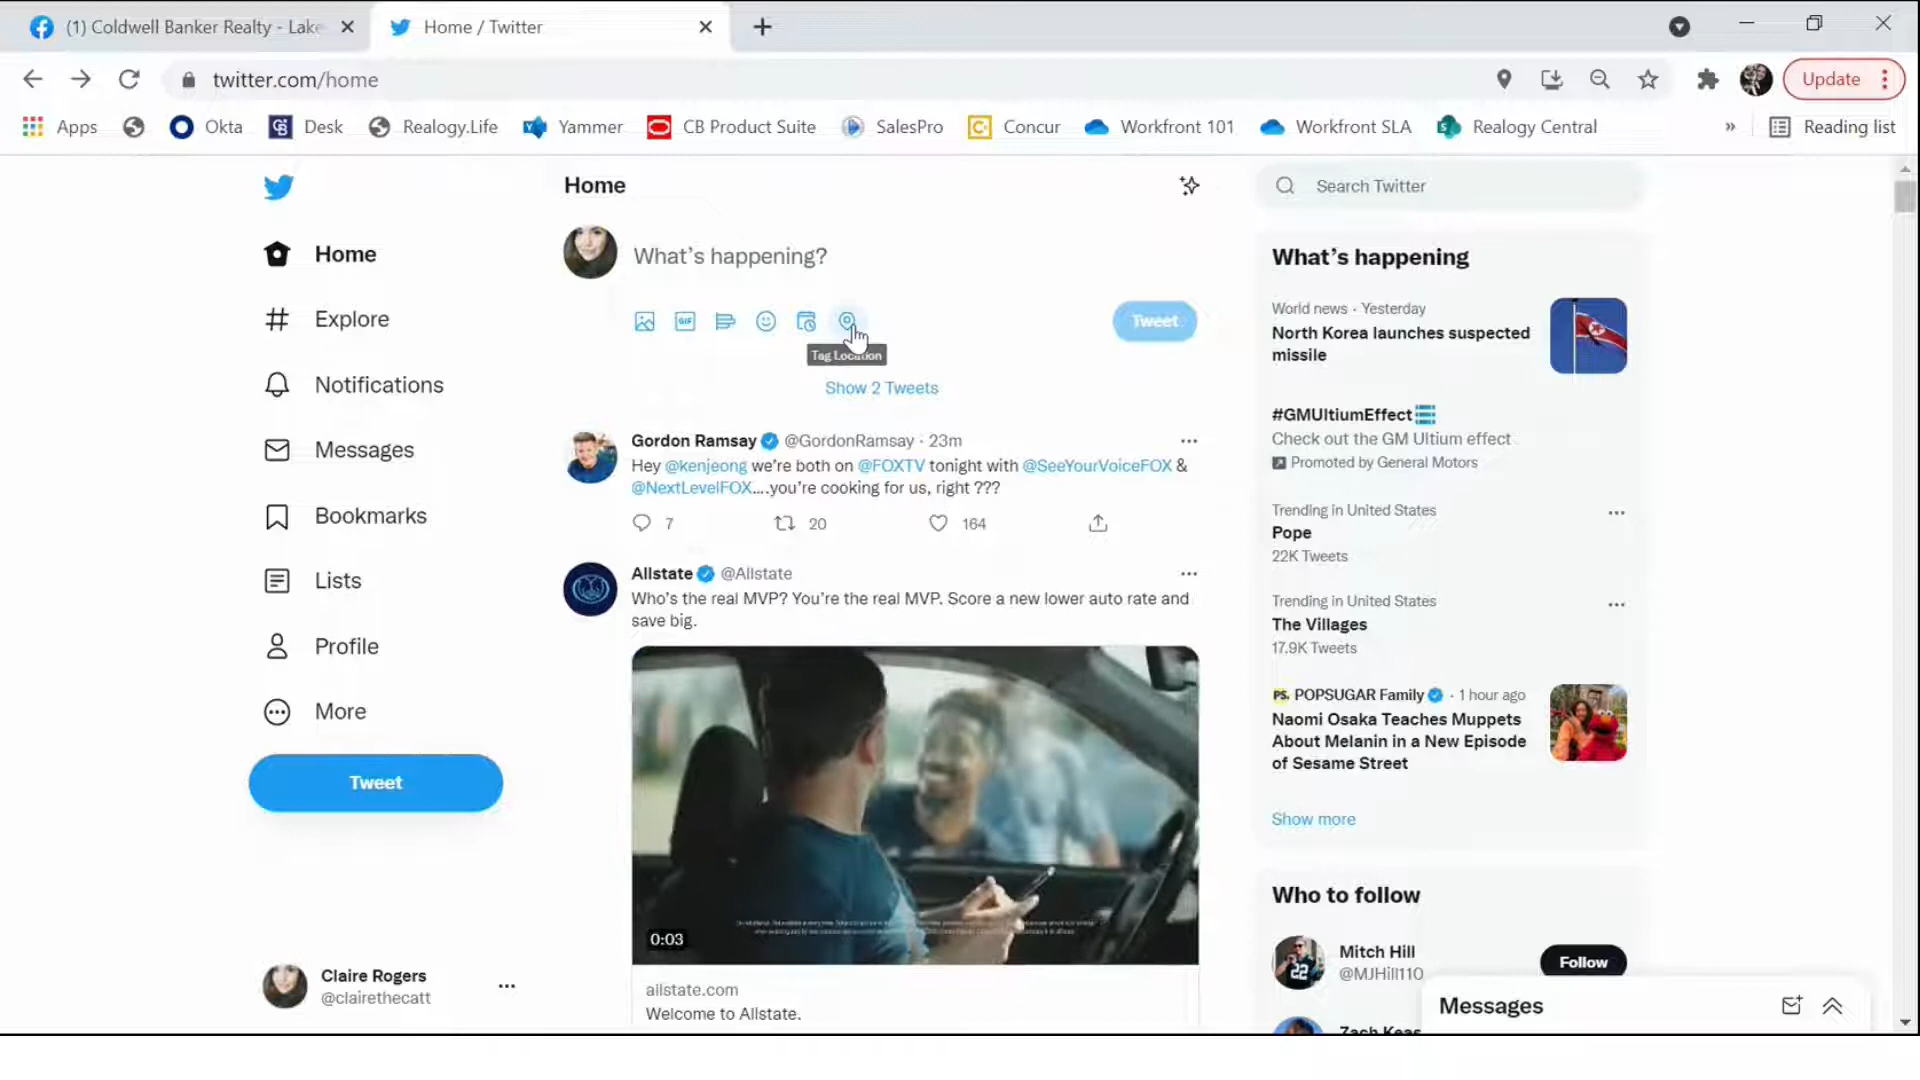 (1) Coldwell Banker Realty - Lake
Home / Twitter
twitter.com/home
Update
Apps
Okta
Desk
Realogy.Life
Yammer
CB Product Suite
SalesPro
Concur
Workfront 101
Workfront SLA
Realogy Central
»
Reading list
Home
Explore
Notifications
Messages
Bookmarks
Lists
Profile
More
Tweet
Claire Rogers
@clairethecatt
Home
What's happening?
GIF
Tweet
Tag Location
Show 2 Tweets
Gordon Ramsay @GordonRamsay · 23m
Hey @kenjeong we're both on @FOXTV tonight with @SeeYourVoiceFOX &
@NextLevelFOX....you're cooking for us, right ???
7 20 164
Allstate @Allstate
Who's the real MVP? You're the real MVP. Score a new lower auto rate and
save big.
0:03
allstate.com
Welcome to Allstate.
Search Twitter
What's happening
World news · Yesterday
North Korea launches suspected
missile
#GMUltiumEffect
Check out the GM Ultium effect
Promoted by General Motors
Trending in United States
Pope
22K Tweets
Trending in United States
The Villages
17.9K Tweets
PS. POPSUGAR Family · 1 hour ago
Naomi Osaka Teaches Muppets
About Melanin in a New Episode
of Sesame Street
Show more
Who to follow
22
Mitch Hill
@MJHill110
Follow
Messages
Zach Keas